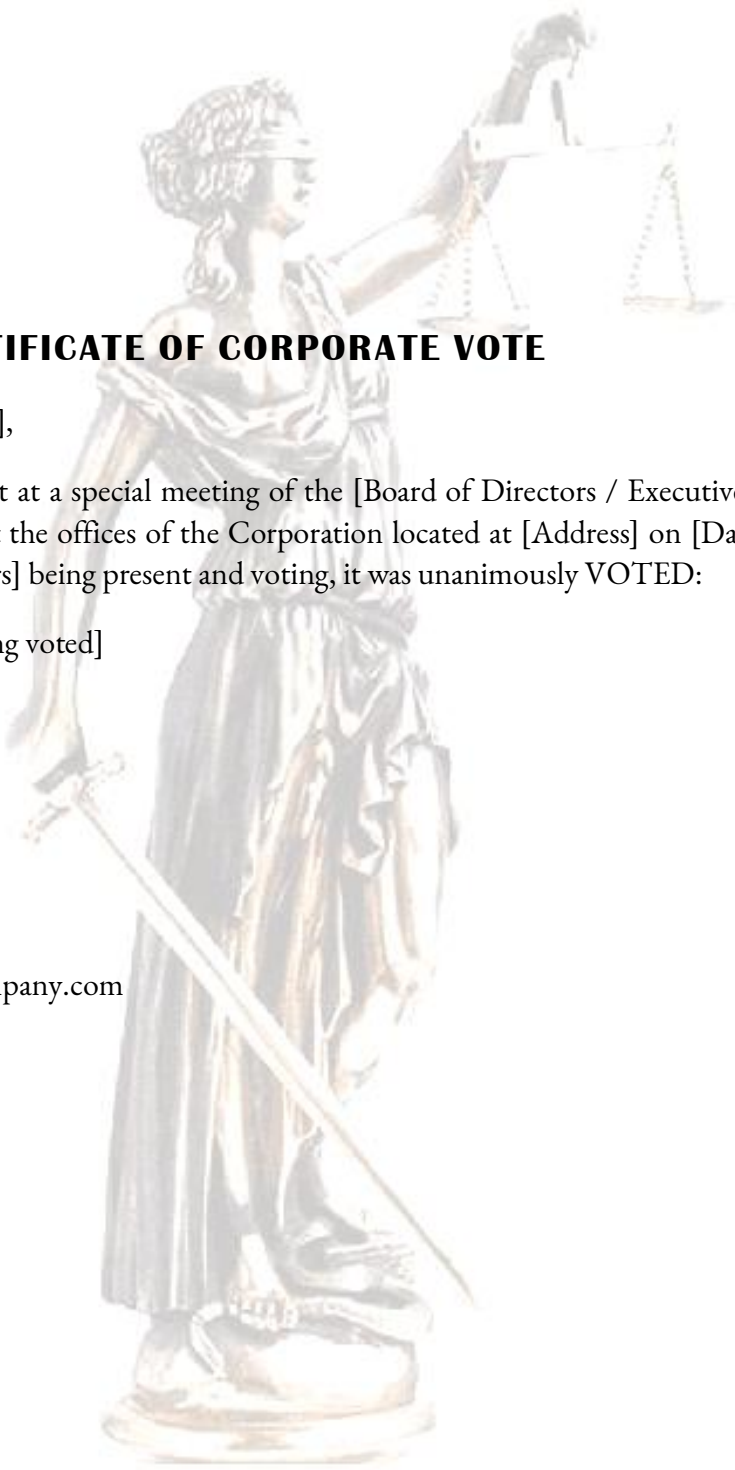 TIFICATE OF CORPORATE VOTE
],
t at a special meeting of the [Board of Directors / Executive
the offices of the Corporation located at [Address] on [Da
s] being present and voting, it was unanimously VOTED:
ng voted]
pany.com